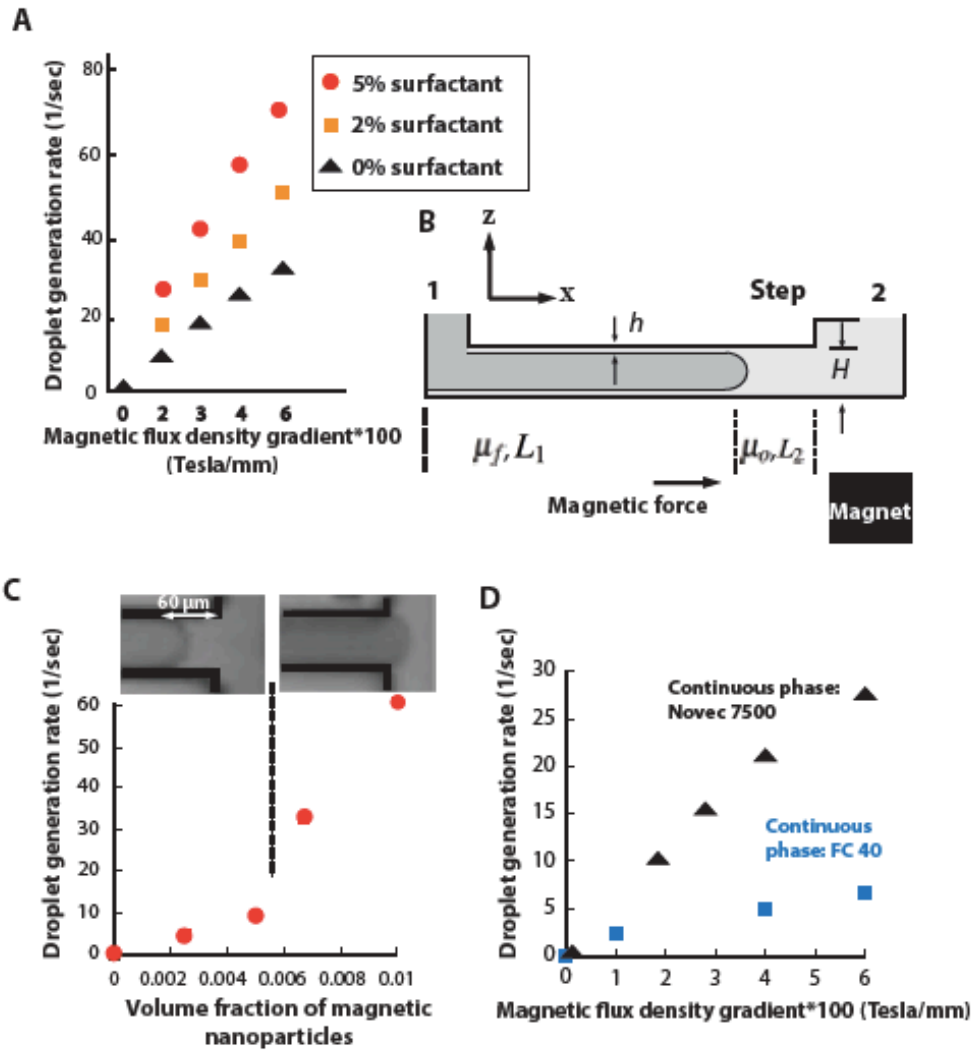 A
Droplet generation rate (1/sec)
80
60
40
20
0
0 2 3 4 6
Magnetic flux density gradient*100
(Tesla/mm)
5% surfactant
2% surfactant
0% surfactant
B
z
x
1
Step
2
h
H
μf, L1
μo, L2
Magnetic force
Magnet
C
60 μm
Droplet generation rate (1/sec)
60
50
40
30
20
10
0
0 0.002 0.004 0.006 0.008 0.01
Volume fraction of magnetic
nanoparticles
D
Droplet generation rate (1/sec)
30
25
20
15
10
5
0
0 1 2 3 4 5 6
Continuous phase:
Novec 7500
Continuous
phase: FC 40
Magnetic flux density gradient*100 (Tesla/mm)